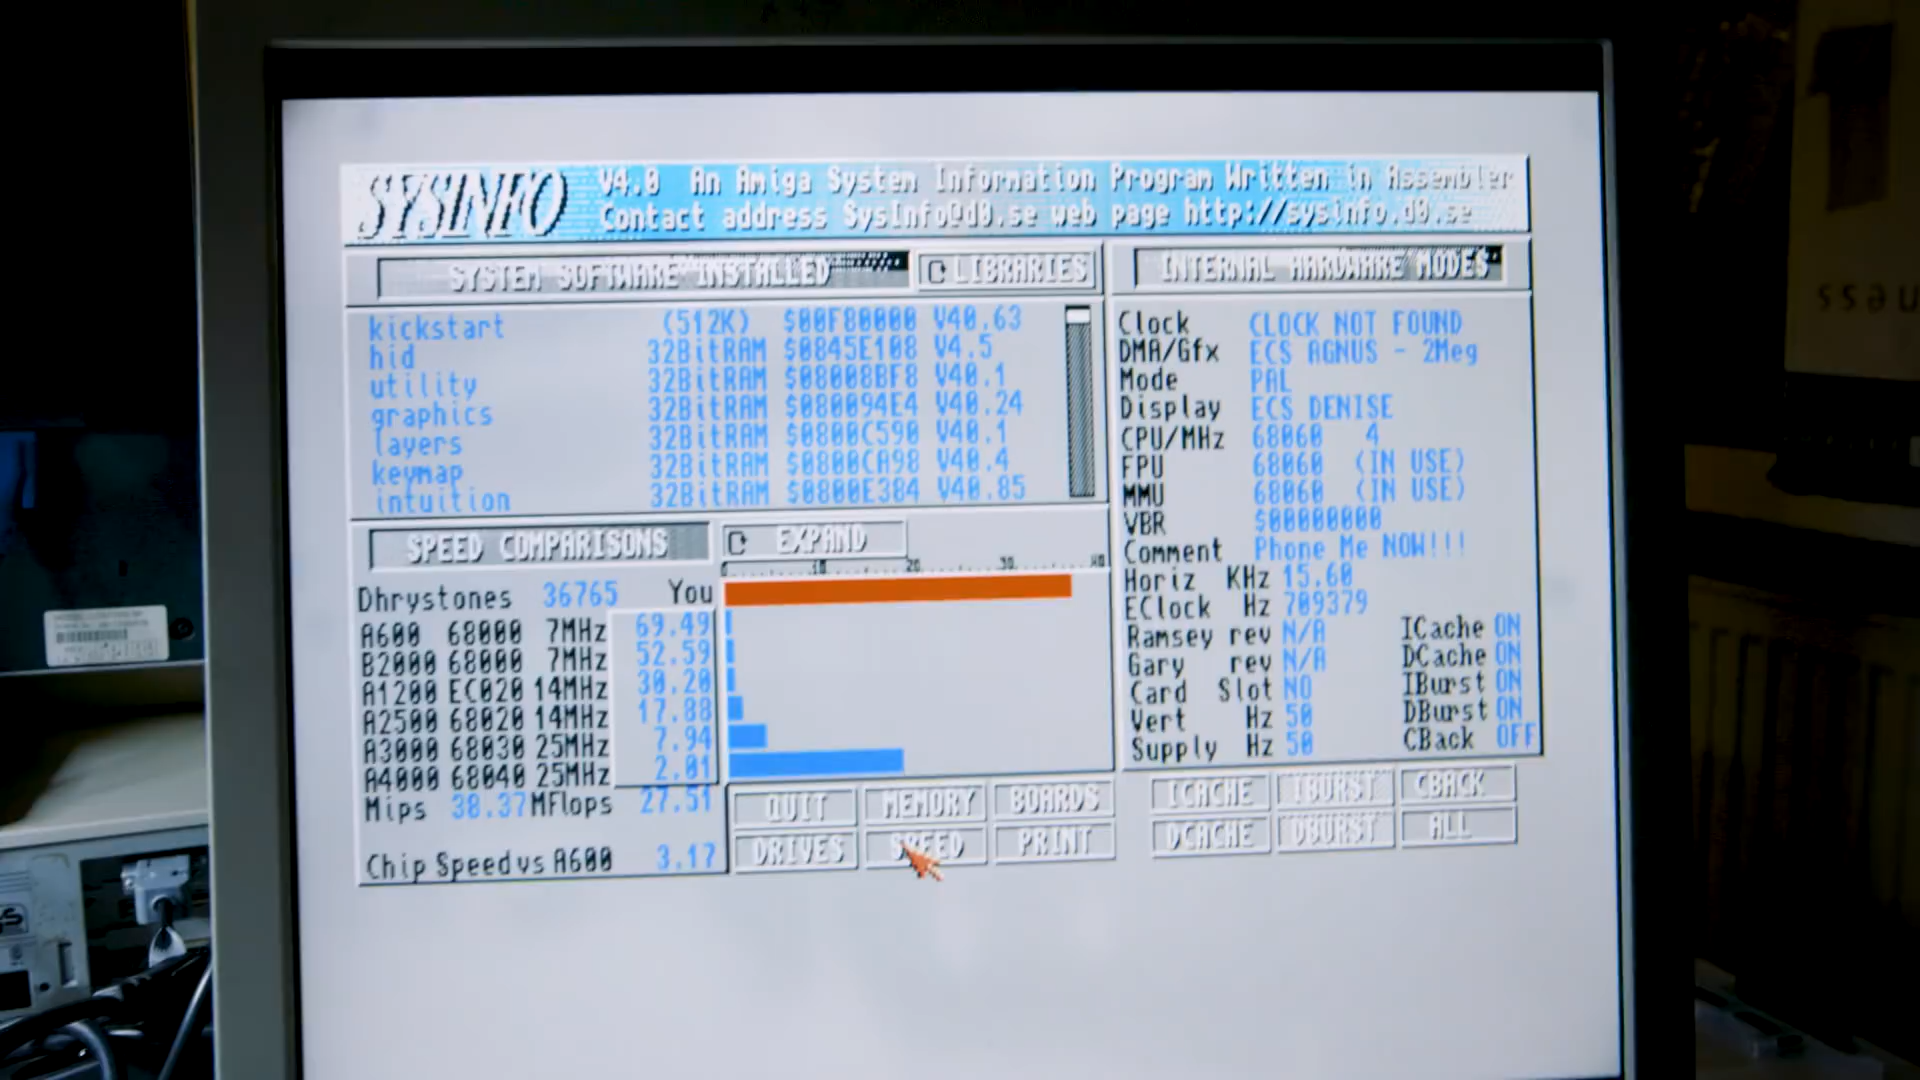 SYSINFO V4.0 An Amiga System Information Program Written in Assembler
Contact address SysInfo@d0.se web page http://sysinfo.d0.se
SYSTEM SOFTWARE INSTALLED LIBRARIES
kickstart (512K) $00F80000 V40.63
hid 32BitRAM $0845E108 V4.5
utility 32BitRAM $08008BF8 V40.1
graphics 32BitRAM $080094E4 V40.24
layers 32BitRAM $0800C590 V40.1
keymap 32BitRAM $0800CA98 V40.4
intuition 32BitRAM $0800E384 V40.85
INTERNAL HARDWARE MODES
Clock CLOCK NOT FOUND
DMA/Gfx ECS AGNUS - 2Meg
Mode PAL
Display ECS DENISE
CPU/MHz 68060 4
FPU 68060 (IN USE)
MMU 68060 (IN USE)
VBR $00000000
Comment Phone Me NOW!!!
Horiz KHz 15.60
EClock Hz 709379
Ramsey rev N/A ICache ON
Gary rev N/A DCache ON
Card Slot NO IBurst ON
Vert Hz 50 DBurst ON
Supply Hz 50 CBack OFF
SPEED COMPARISONS EXPAND
10 20 30 40
Dhrystones 36765 You
A600 68000 7MHz 69.49
B2000 68000 7MHz 52.59
A1200 EC020 14MHz 30.20
A2500 68020 14MHz 17.88
A3000 68030 25MHz 7.94
A4000 68040 25MHz 2.01
Mips 38.37 MFlops 27.51
Chip Speed vs A600 3.17
QUIT MEMORY BOARDS
DRIVES SPEED PRINT
ICACHE IBURST CBACK
DCACHE DBURST ALL